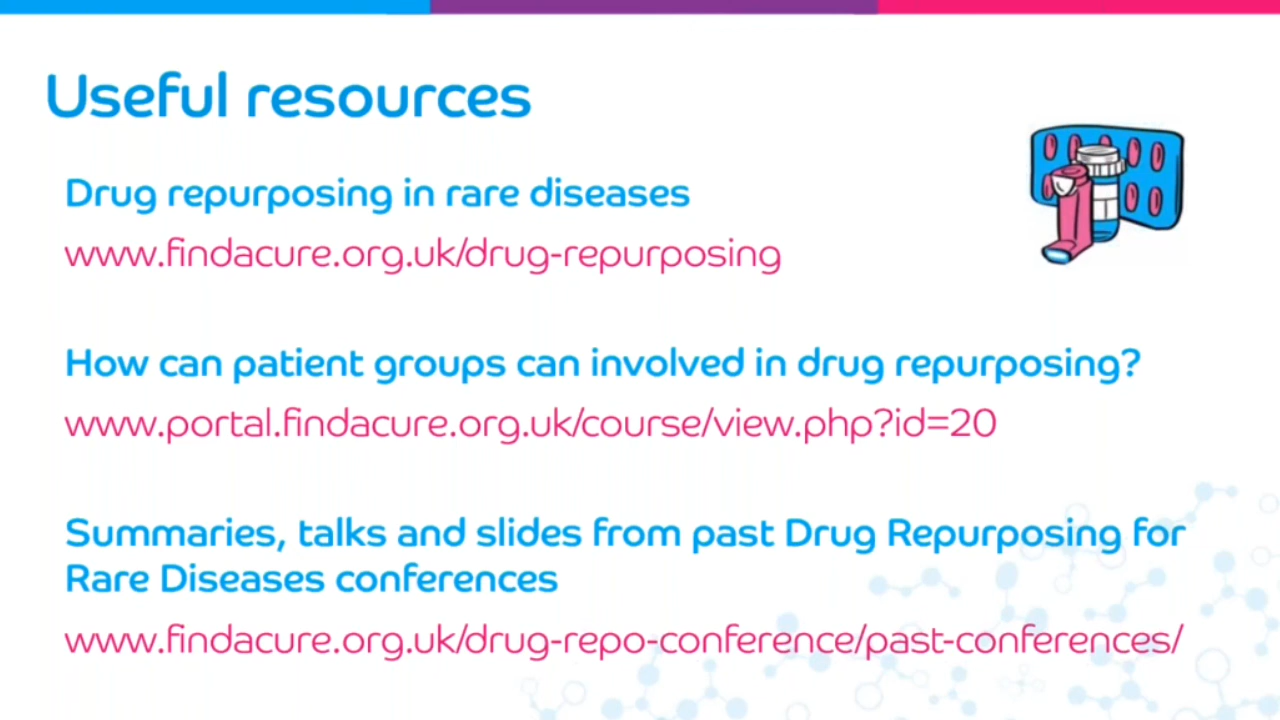 Useful resources
Drug repurposing in rare diseases
www.findacure.org.uk/drug-repurposing
How can patient groups can involved in drug repurposing?
www.portal.findacure.org.uk/course/view.php?id=20
Summaries, talks and slides from past Drug Repurposing for
Rare Diseases conferences
www.findacure.org.uk/drug-repo-conference/past-conferences/